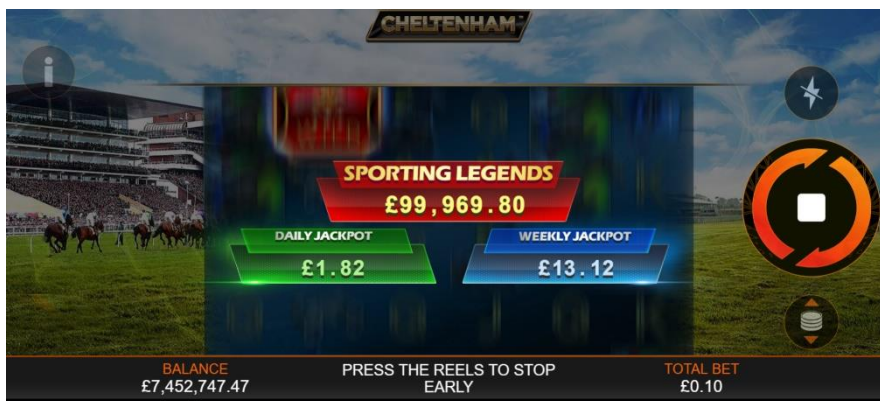 CHELTENHAM
WILD
SPORTING LEGENDS
£99,969.80
DAILY JACKPOT
WEEKLY JACKPOT
£1.82
£13.12
BALANCE
£7,452,747.47
PRESS THE REELS TO STOP
EARLY
TOTAL BET
£0.10